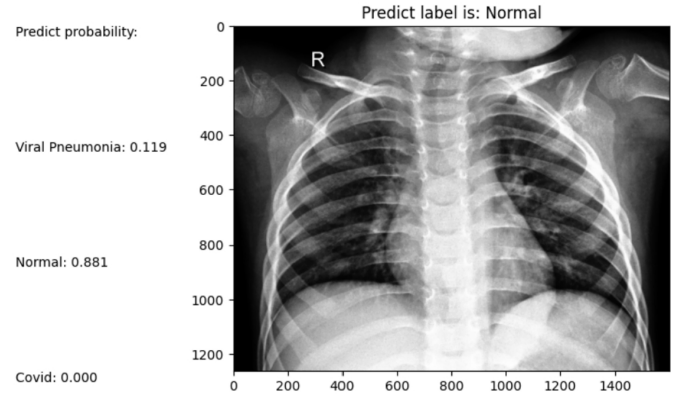 Predict label is: Normal
Predict probability:
Viral Pneumonia: 0.119
Normal: 0.881
Covid: 0.000
R
0
200
400
600
800
1000
1200
0 200 400 600 800 1000 1200 1400